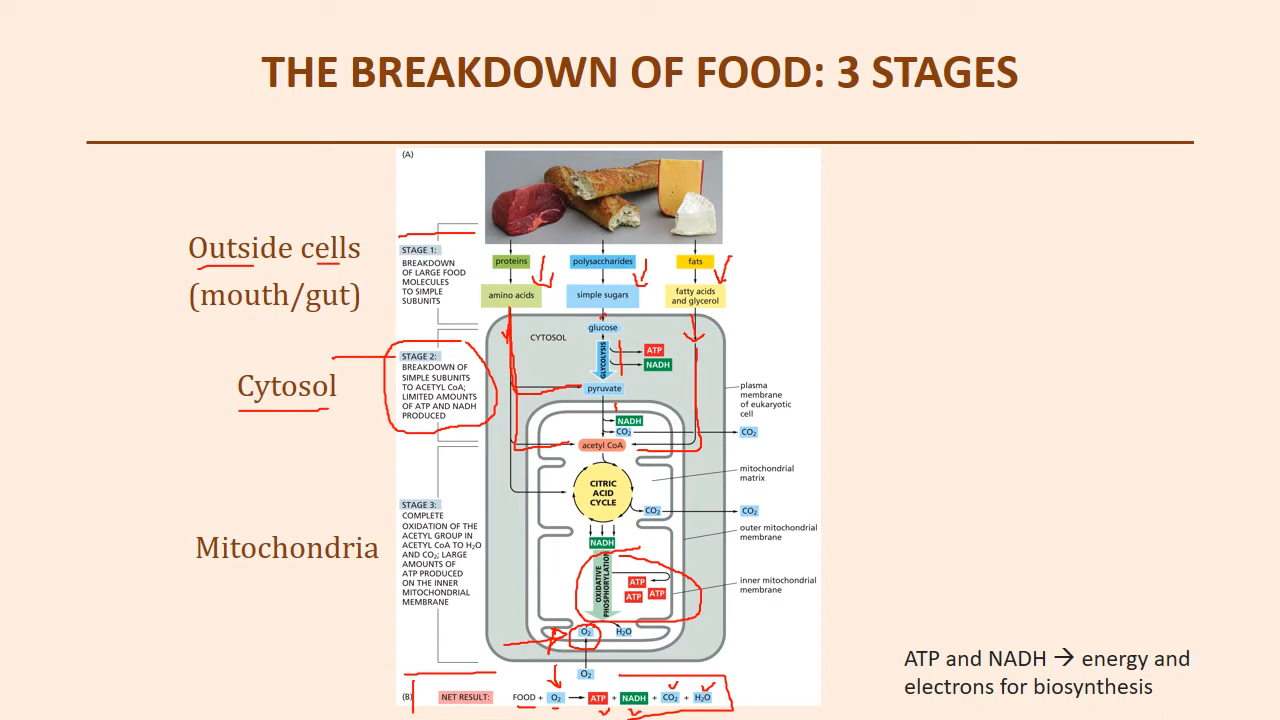 THE BREAKDOWN OF FOOD: 3 STAGES
(A)
Outside cells
(mouth/gut)
STAGE 1:
BREAKDOWN
OF LARGE FOOD
MOLECULES
TO SIMPLE
SUBUNITS
proteins
polysaccharides
fats
amino acids
simple sugars
fatty acids
and glycerol
Cytosol
STAGE 2:
BREAKDOWN OF
SIMPLE SUBUNITS
TO ACETYL CoA;
LIMITED AMOUNTS
OF ATP AND NADH
PRODUCED
CYTOSOL
glucose
GLYCOLYSIS
ATP
NADH
pyruvate
plasma
membrane
of eukaryotic
cell
NADH
CO2
CO2
acetyl CoA
Mitochondria
STAGE 3:
COMPLETE
OXIDATION OF THE
ACETYL GROUP IN
ACETYL CoA TO H2O
AND CO2; LARGE
AMOUNTS OF
ATP PRODUCED
ON THE INNER
MITOCHONDRIAL
MEMBRANE
CITRIC
ACID
CYCLE
mitochondrial
matrix
CO2
CO2
outer mitochondrial
membrane
NADH
OXIDATIVE
PHOSPHORYLATION
ATP
ATP
ATP
inner mitochondrial
membrane
O2
H2O
O2
(B)
NET RESULT:
FOOD + O2 → ATP + NADH + CO2 + H2O
ATP and NADH → energy and
electrons for biosynthesis